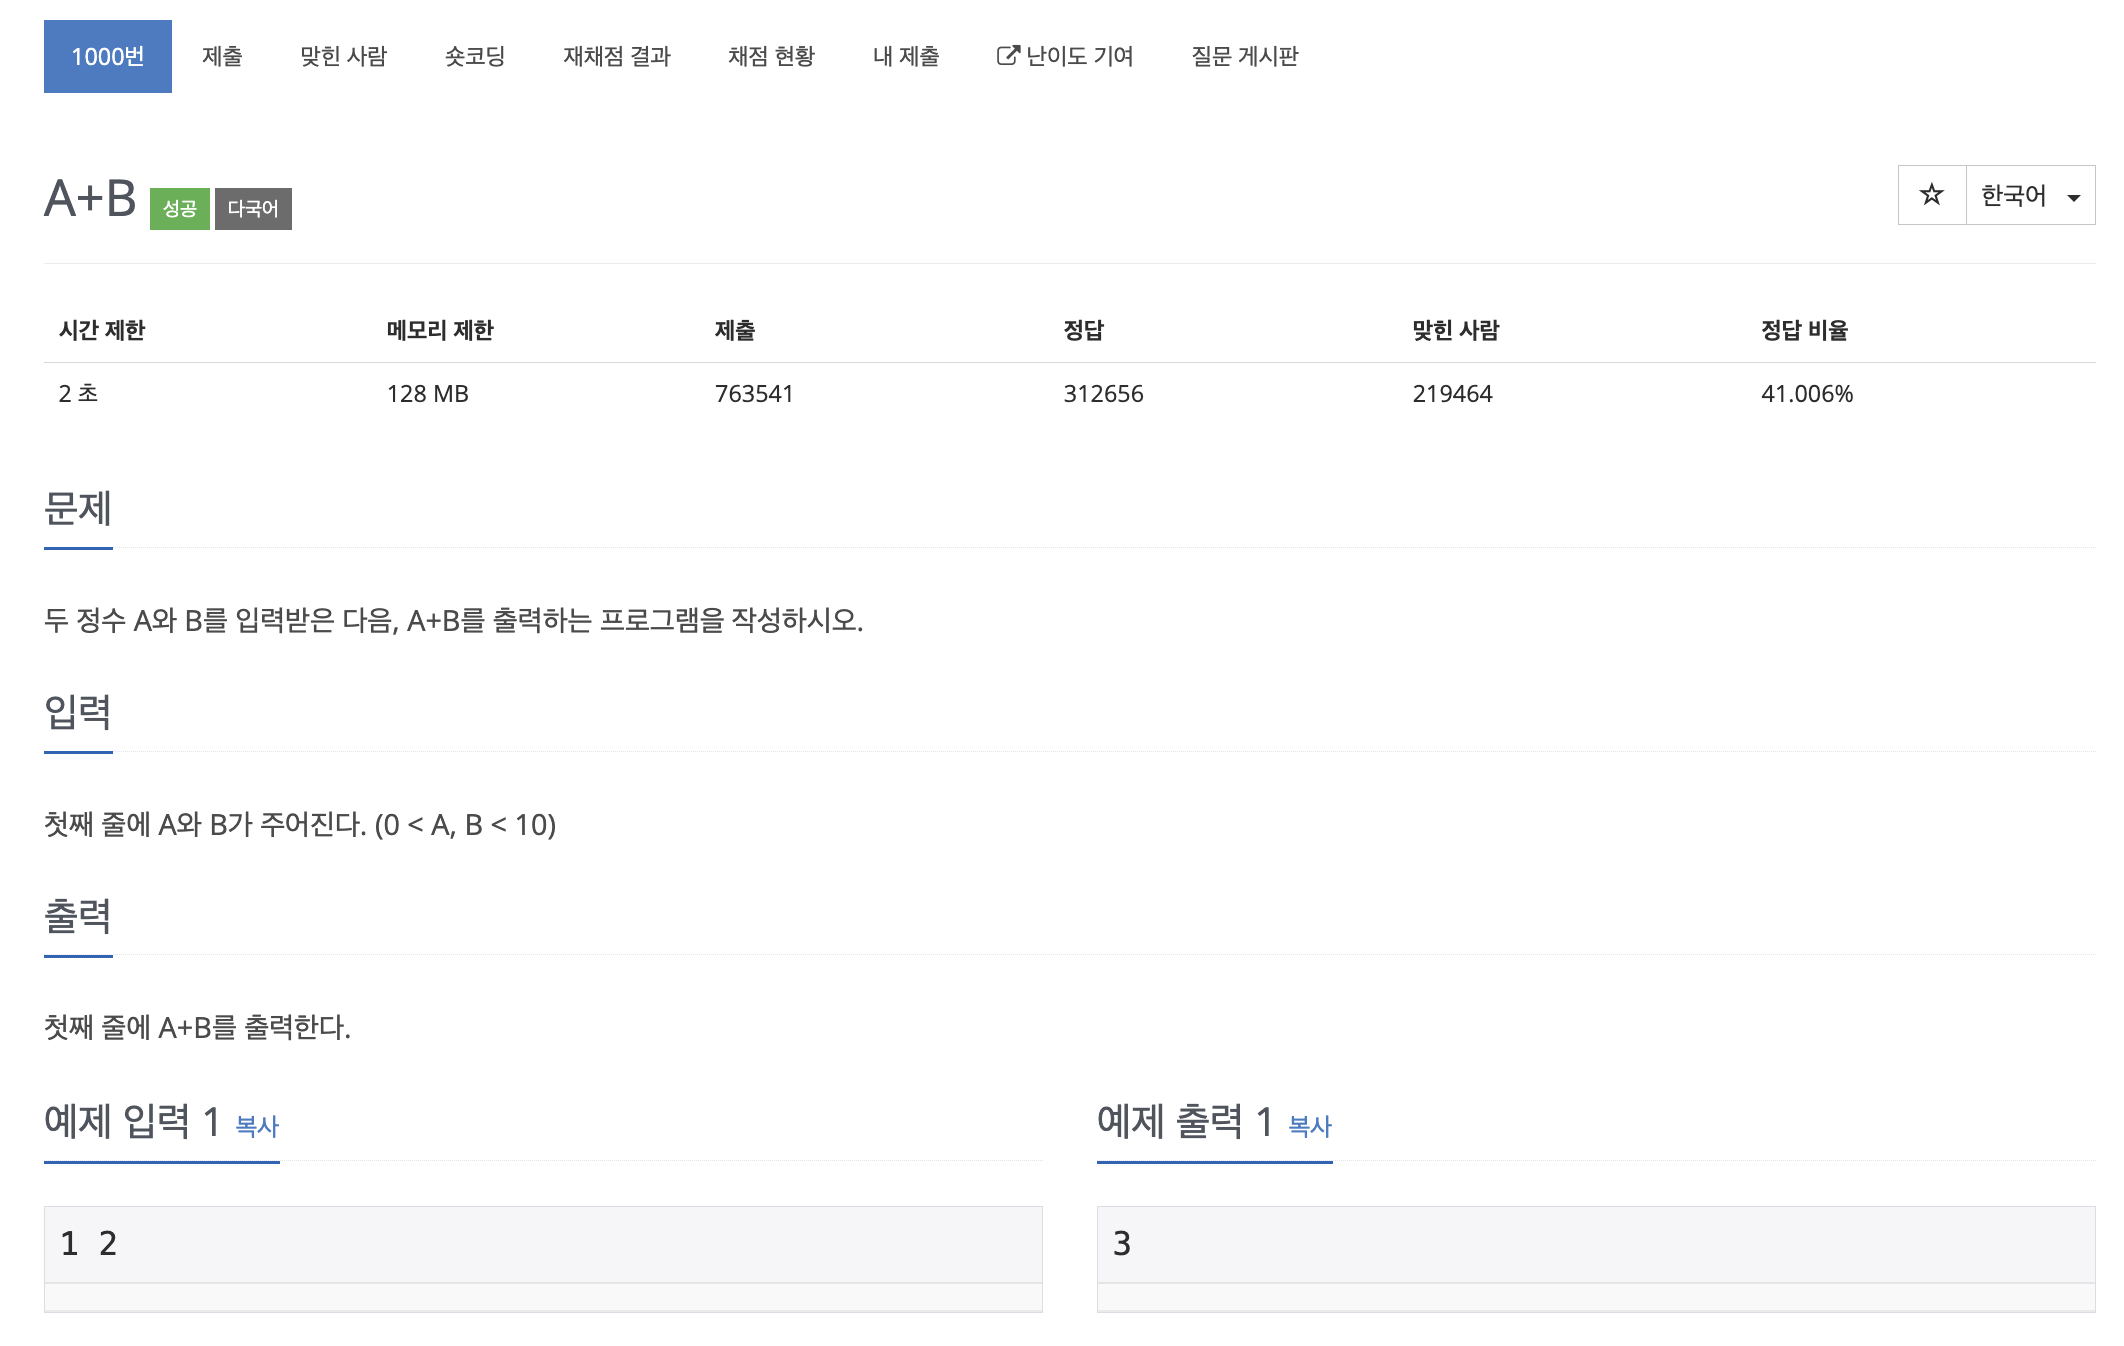 1000번 제출 맞힌 사람 숏코딩 재채점 결과 채점 현황 내 제출 난이도 기여 질문 게시판
A+B 성공 다국어 ☆ 한국어
시간 제한 메모리 제한 제출 정답 맞힌 사람 정답 비율
2 초 128 MB 763541 312656 219464 41.006%
문제
두 정수 A와 B를 입력받은 다음, A+B를 출력하는 프로그램을 작성하시오.
입력
첫째 줄에 A와 B가 주어진다. (0 < A, B < 10)
출력
첫째 줄에 A+B를 출력한다.
예제 입력 1 복사
1 2
예제 출력 1 복사
3